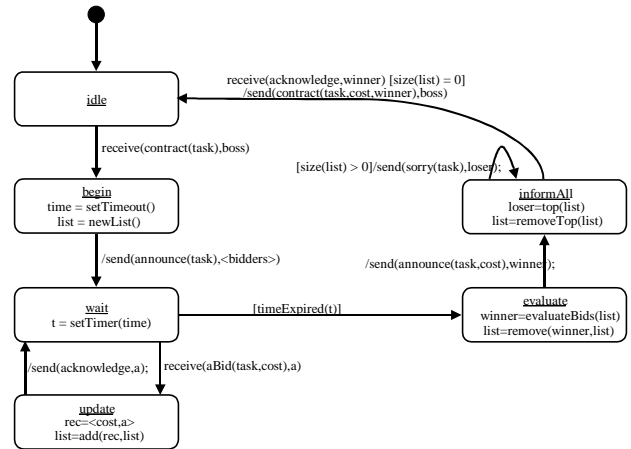 receive(acknowledge,winner) [size(list) = 0]
/send(contract(task,cost,winner),boss)
idle
receive(contract(task),boss)
[size(list) > 0]/send(sorry(task),loser);
begin
time = setTimeout()
list = newList()
informAll
loser=top(list)
list=removeTop(list)
/send(announce(task),<bidders>)
/send(announce(task,cost),winner);
wait
t = setTimer(time)
[timeExpired(t)]
evaluate
winner=evaluateBids(list)
list=remove(winner,list)
/send(acknowledge,a);
receive(aBid(task,cost),a)
update
rec=<cost,a>
list=add(rec,list)